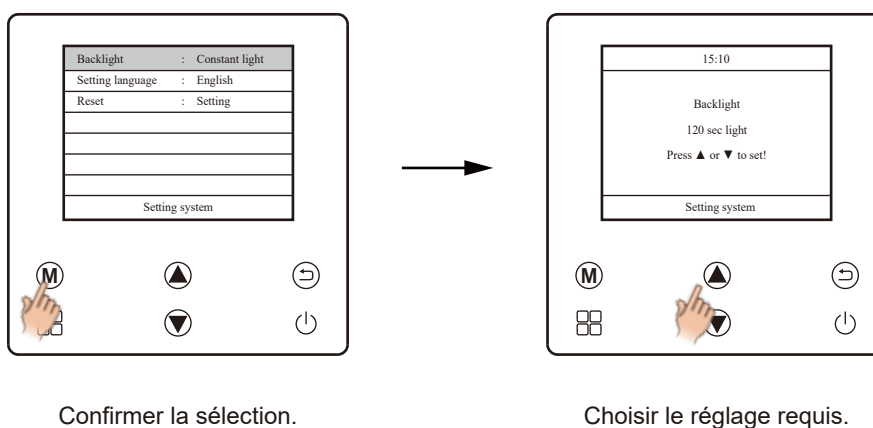 Backlight : Constant light
Setting language : English
Reset : Setting
Setting system
M
15:10
Backlight
120 sec light
Press ▲ or ▼ to set!
Setting system
M
Confirmer la sélection.
Choisir le réglage requis.